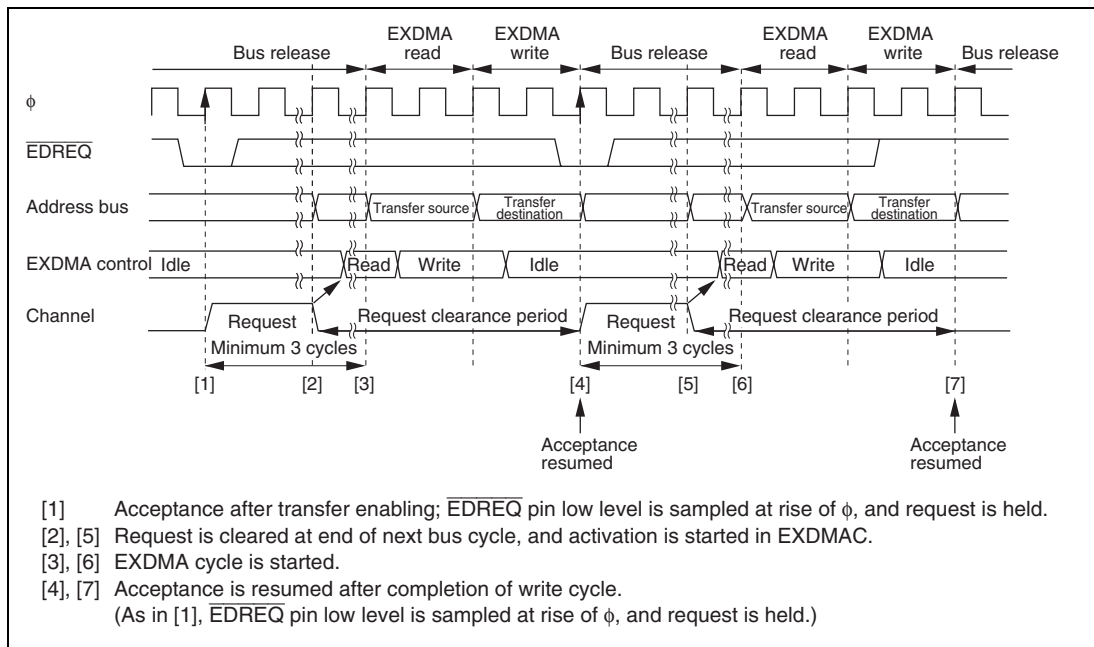 EXDMA read EXDMA write EXDMA read EXDMA write
Bus release Bus release Bus release
ϕ
EDREQ
Address bus Transfer source Transfer destination Transfer source Transfer destination
EXDMA control Idle Read Write Idle Read Write Idle
Channel Request Request clearance period Request Request clearance period
Minimum 3 cycles Minimum 3 cycles
[1] [2] [3] [4] [5] [6] [7]
Acceptance resumed Acceptance resumed
[1] Acceptance after transfer enabling; EDREQ pin low level is sampled at rise of ϕ, and request is held.
[2], [5] Request is cleared at end of next bus cycle, and activation is started in EXDMAC.
[3], [6] EXDMA cycle is started.
[4], [7] Acceptance is resumed after completion of write cycle.
(As in [1], EDREQ pin low level is sampled at rise of ϕ, and request is held.)